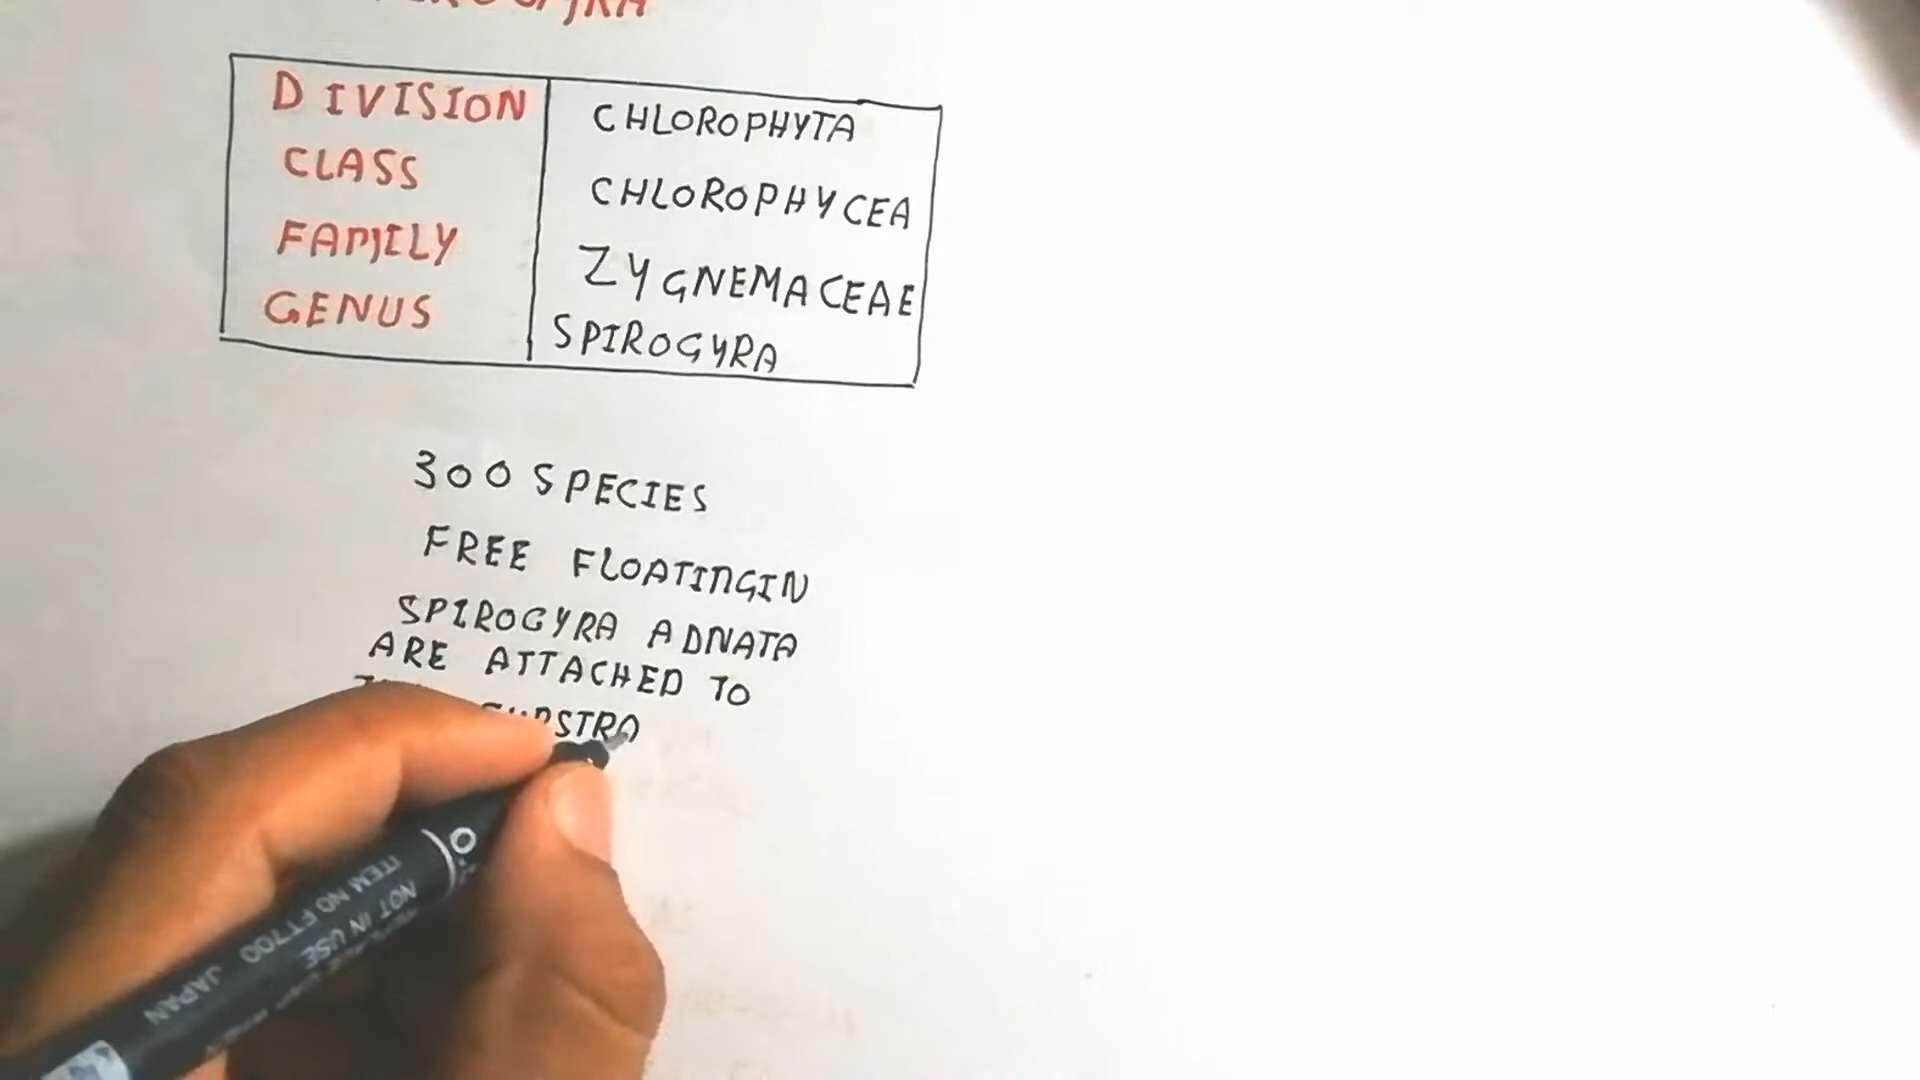 DIVISION CHLOROPHYTA
CLASS CHLOROPHYCEA
FAMILY ZYGNEMACEAE
GENUS SPIROGYRA
300 SPECIES
FREE FLOATINGIN
SPIROGYRA ADNATA
ARE ATTACHED TO
SUBSTRA
ITEM NO FT700 JAPAN
NOT IN USE